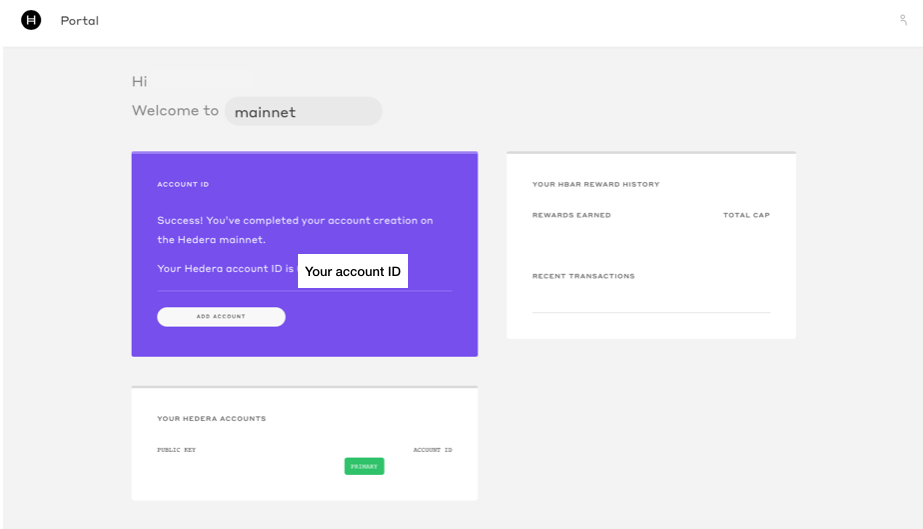 Portal
Hi
Welcome to mainnet
ACCOUNT ID
Success! You've completed your account creation on
the Hedera mainnet.
Your Hedera account ID is Your account ID
ADD ACCOUNT
YOUR HBAR REWARD HISTORY
REWARDS EARNED TOTAL CAP
RECENT TRANSACTIONS
YOUR HEDERA ACCOUNTS
PUBLIC KEY ACCOUNT ID
PRIMARY